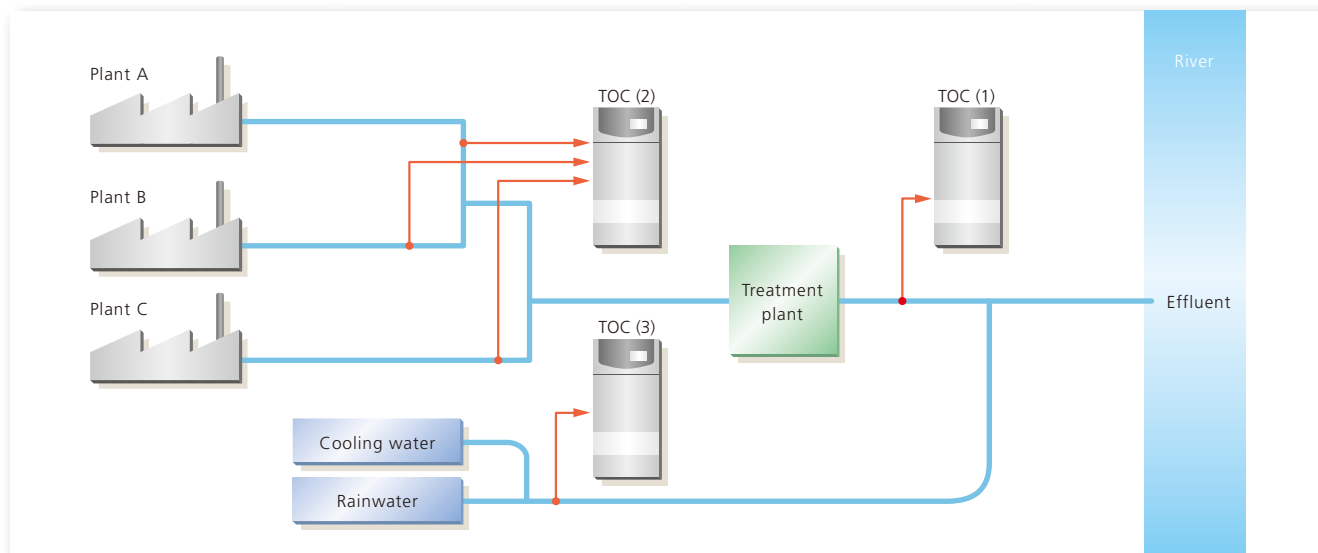 Plant A
Plant B
Plant C
TOC (2)
TOC (1)
TOC (3)
River
Treatment
plant
Effluent
Cooling water
Rainwater